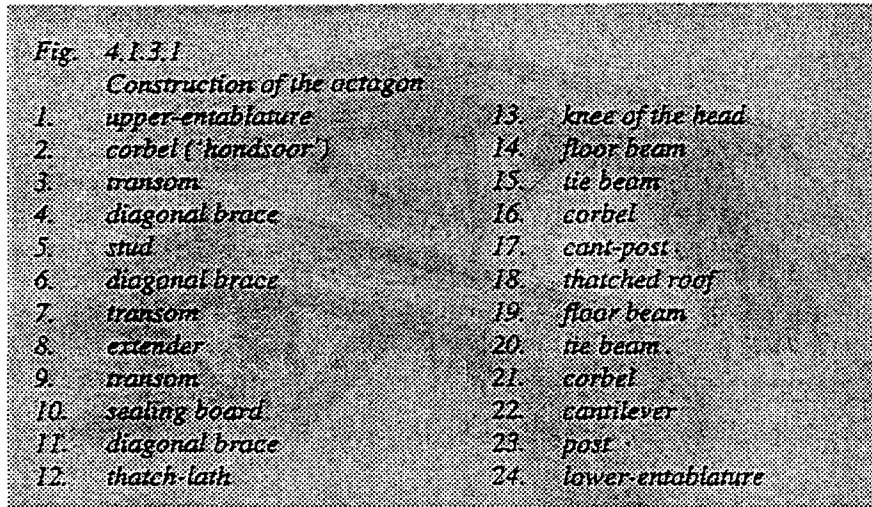 Fig. 4.1.3.1
Construction of the octagon
1. upper-entablature
2. corbel ('hondsoor')
3. transom
4. diagonal brace
5. stud
6. diagonal brace
7. transom
8. extender
9. transom
10. sealing board
11. diagonal brace
12. thatch-lath
13. knee of the head
14. floor beam
15. tie beam
16. corbel
17. cant-post
18. thatched roof
19. floor beam
20. tie beam
21. corbel
22. cantilever
23. post
24. lower-entablature